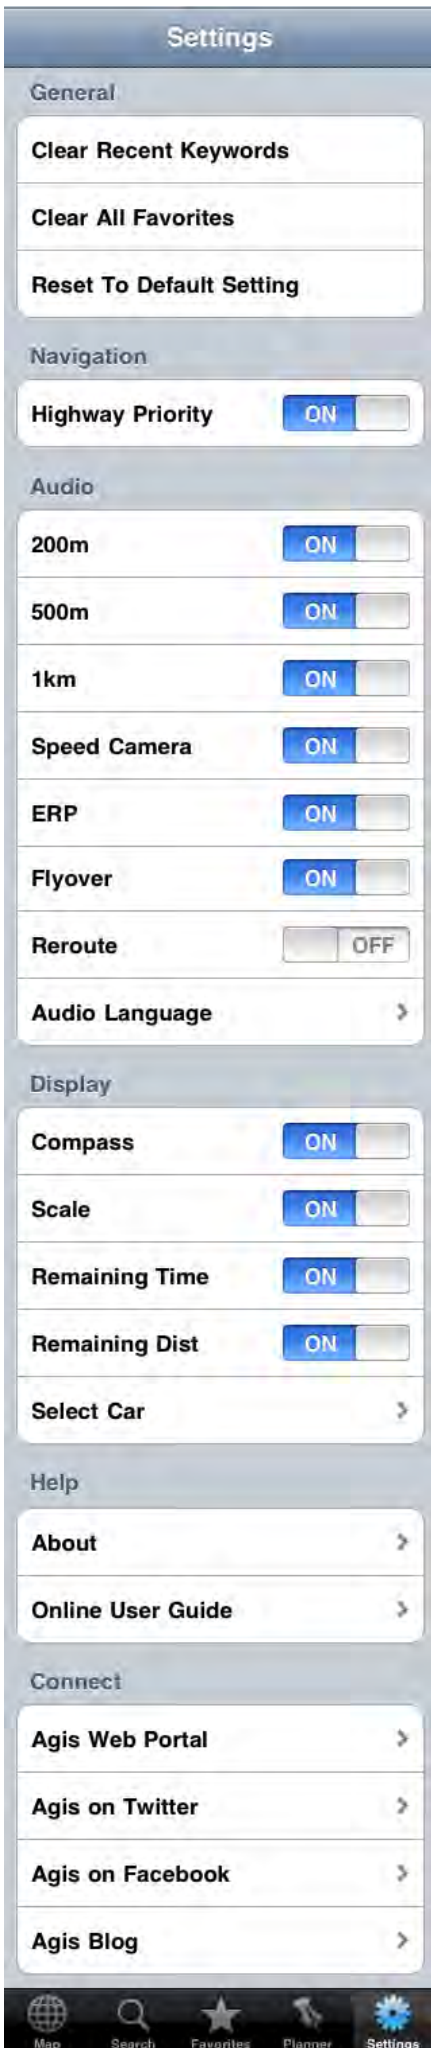 Settings
General
Clear Recent Keywords
Clear All Favorites
Reset To Default Setting
Navigation
Highway Priority ON
Audio
200m ON
500m ON
1km ON
Speed Camera ON
ERP ON
Flyover ON
Reroute OFF
Audio Language
Display
Compass ON
Scale ON
Remaining Time ON
Remaining Dist ON
Select Car
Help
About
Online User Guide
Connect
Agis Web Portal
Agis on Twitter
Agis on Facebook
Agis Blog
Map Search Favorites Planner Settings